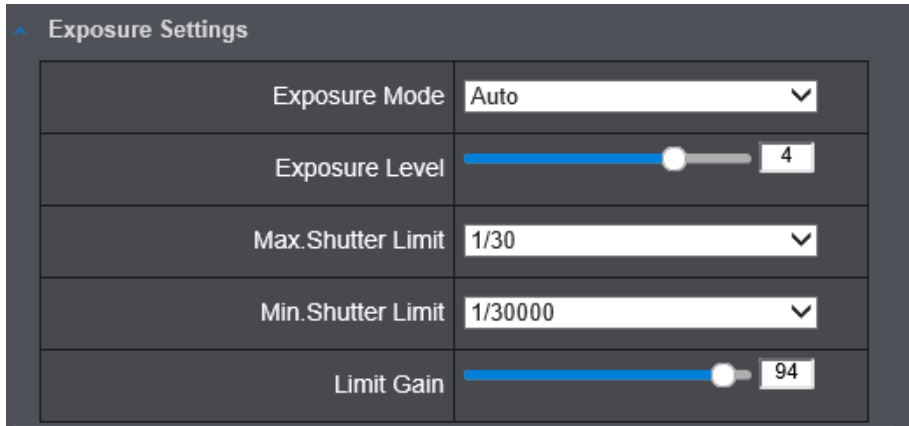 Exposure Settings
Exposure Mode Auto
Exposure Level 4
Max.Shutter Limit 1/30
Min.Shutter Limit 1/30000
Limit Gain 94